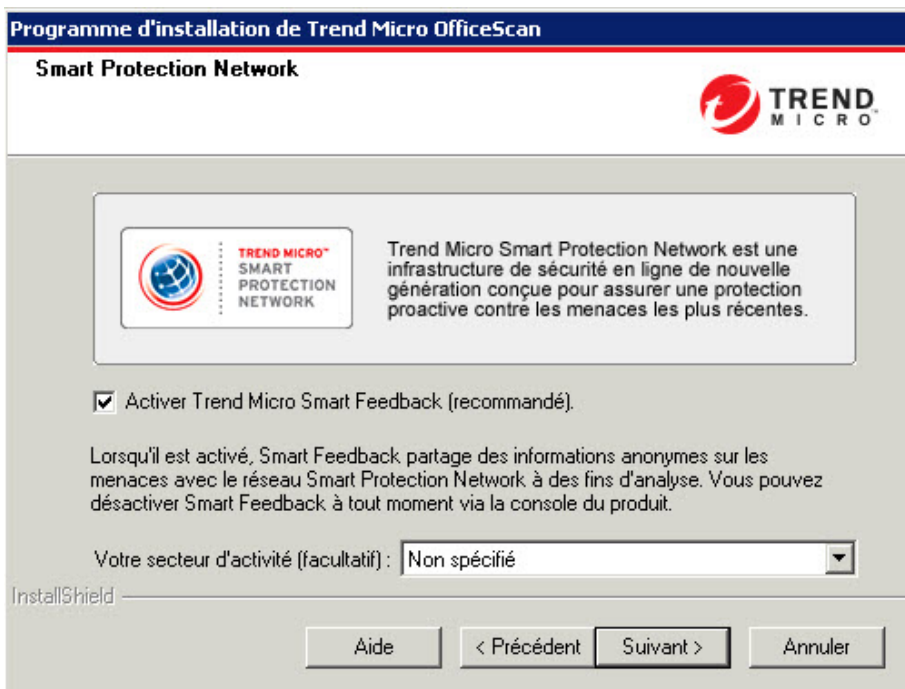 Programme d'installation de Trend Micro OfficeScan
Smart Protection Network
TREND
MICRO™
TREND MICRO™
SMART
PROTECTION
NETWORK
Trend Micro Smart Protection Network est une
infrastructure de sécurité en ligne de nouvelle
génération conçue pour assurer une protection
proactive contre les menaces les plus récentes.
Activer Trend Micro Smart Feedback (recommandé).
Lorsqu'il est activé, Smart Feedback partage des informations anonymes sur les
menaces avec le réseau Smart Protection Network à des fins d'analyse. Vous pouvez
désactiver Smart Feedback à tout moment via la console du produit.
Votre secteur d'activité (facultatif) : Non spécifié
InstallShield
Aide < Précédent Suivant > Annuler